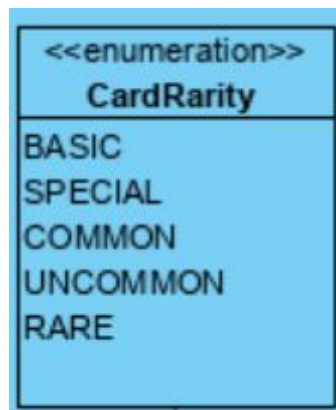 <<enumeration>>
CardRarity
BASIC
SPECIAL
COMMON
UNCOMMON
RARE